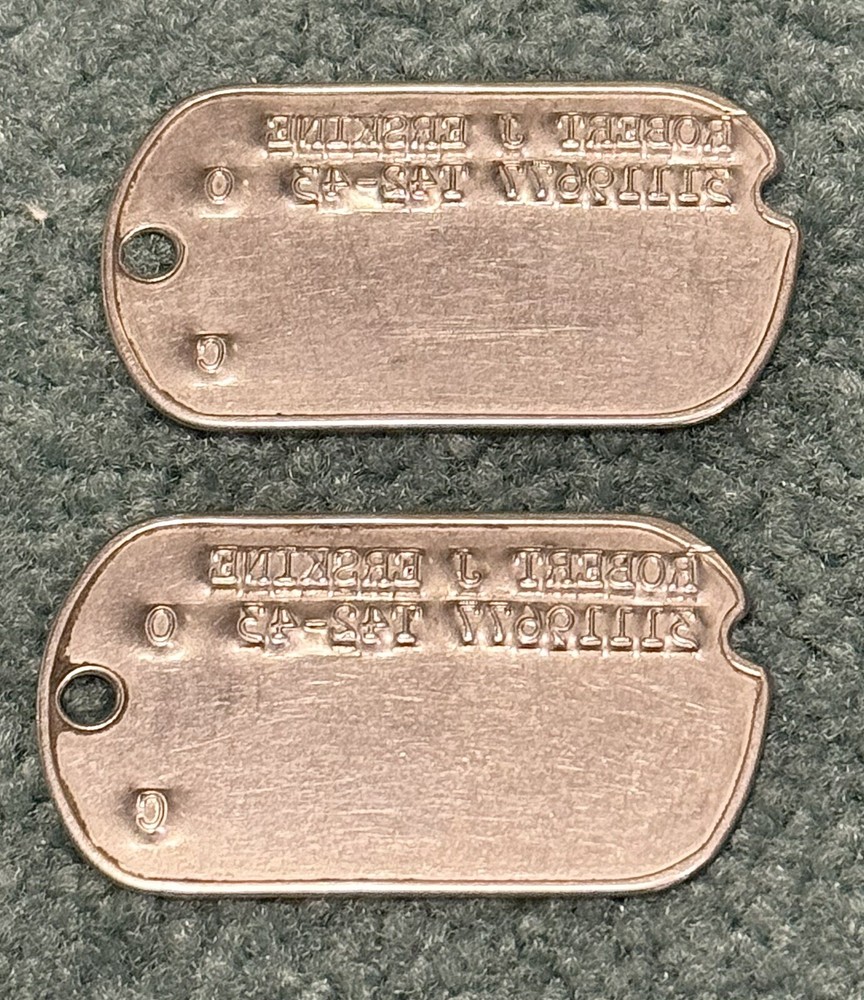 ROBERT J ERSKINE
31119677 T42-43 O
C
ROBERT J ERSKINE
31119677 T42-43 O
C